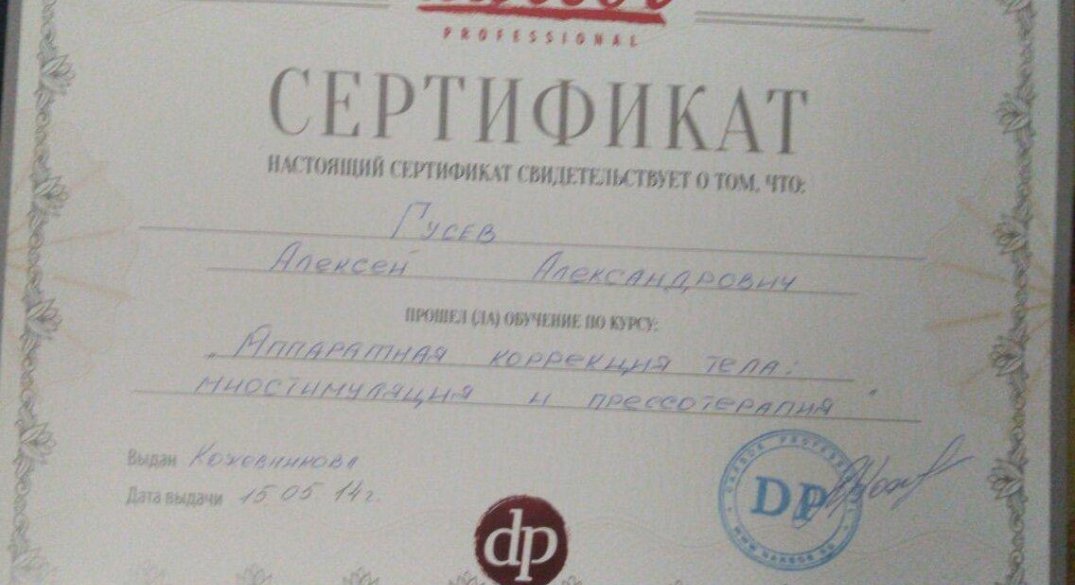 PROFESSIONAL
СЕРТИФИКАТ
НАСТОЯЩИЙ СЕРТИФИКАТ СВИДЕТЕЛЬСТВУЕТ О ТОМ, ЧТО:
Гусев
Алексей Александрович
ПРОШЕЛ (ЛА) ОБУЧЕНИЕ ПО КУРСУ:
„Аппаратная коррекция тела:
миостимуляция и прессотерапия"
Выдан Кожевникова
Дата выдачи 15 05 14г.
DP
dp